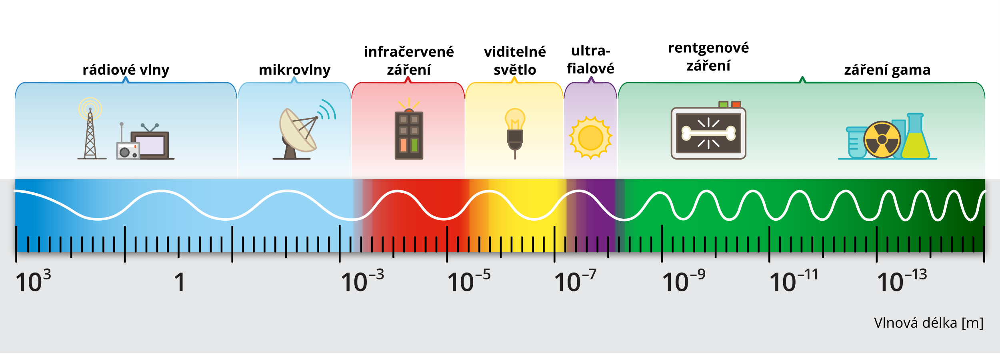 rádiové vlny
mikrovlny
infračervené
záření
viditelné
světlo
ultra-
fialové
rentgenové
záření
záření gama
10³
1
10⁻³
10⁻⁵
10⁻⁷
10⁻⁹
10⁻¹¹
10⁻¹³
Vlnová délka [m]